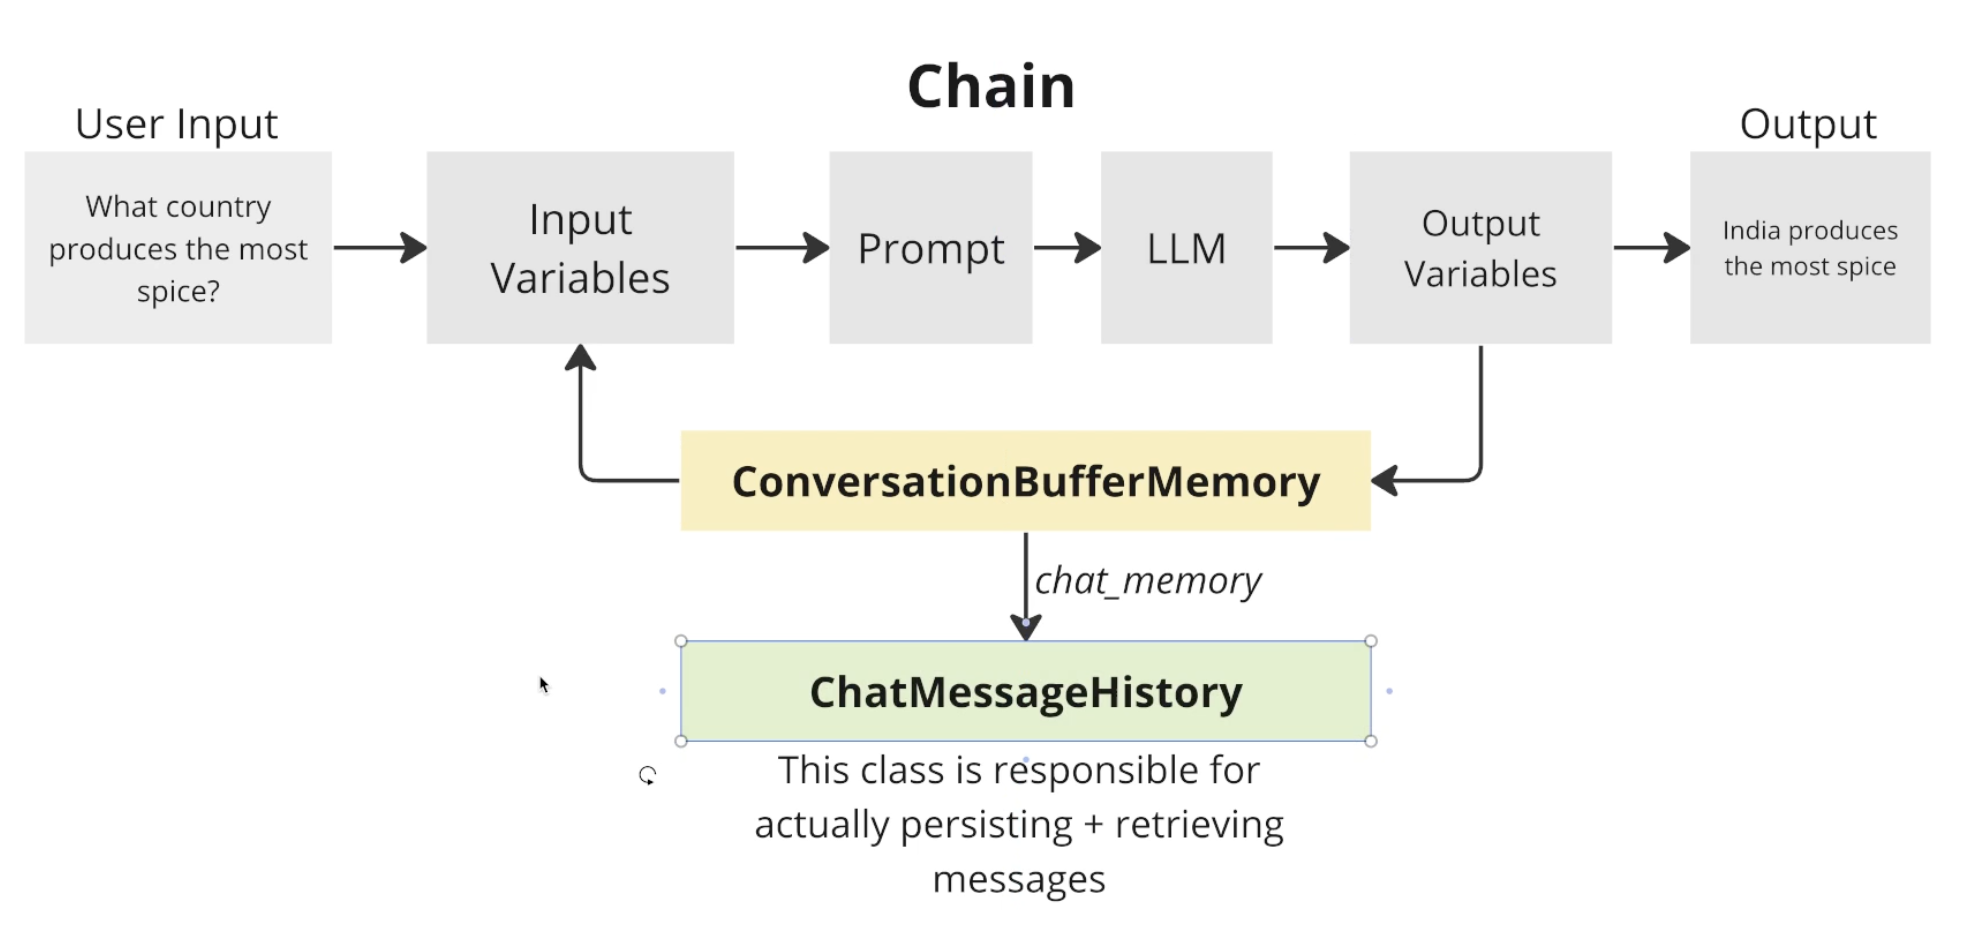 Chain
User Input
Output
What country
produces the most
spice?
Input
Variables
Prompt
LLM
Output
Variables
India produces
the most spice
ConversationBufferMemory
chat_memory
ChatMessageHistory
This class is responsible for
actually persisting + retrieving
messages